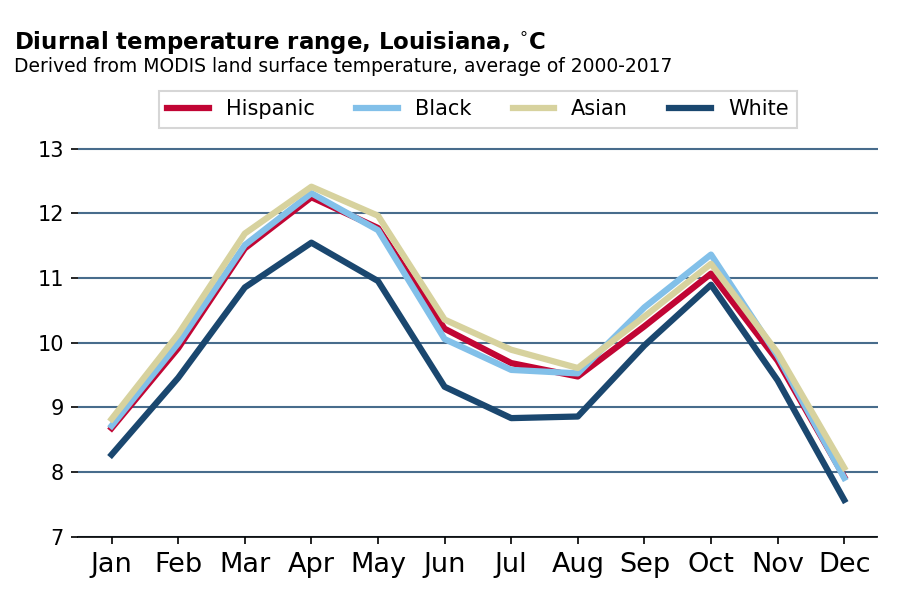 Diurnal temperature range, Louisiana, °C
Derived from MODIS land surface temperature, average of 2000-2017
Hispanic Black Asian White
13
12
11
10
9
8
7
Jan Feb Mar Apr May Jun Jul Aug Sep Oct Nov Dec